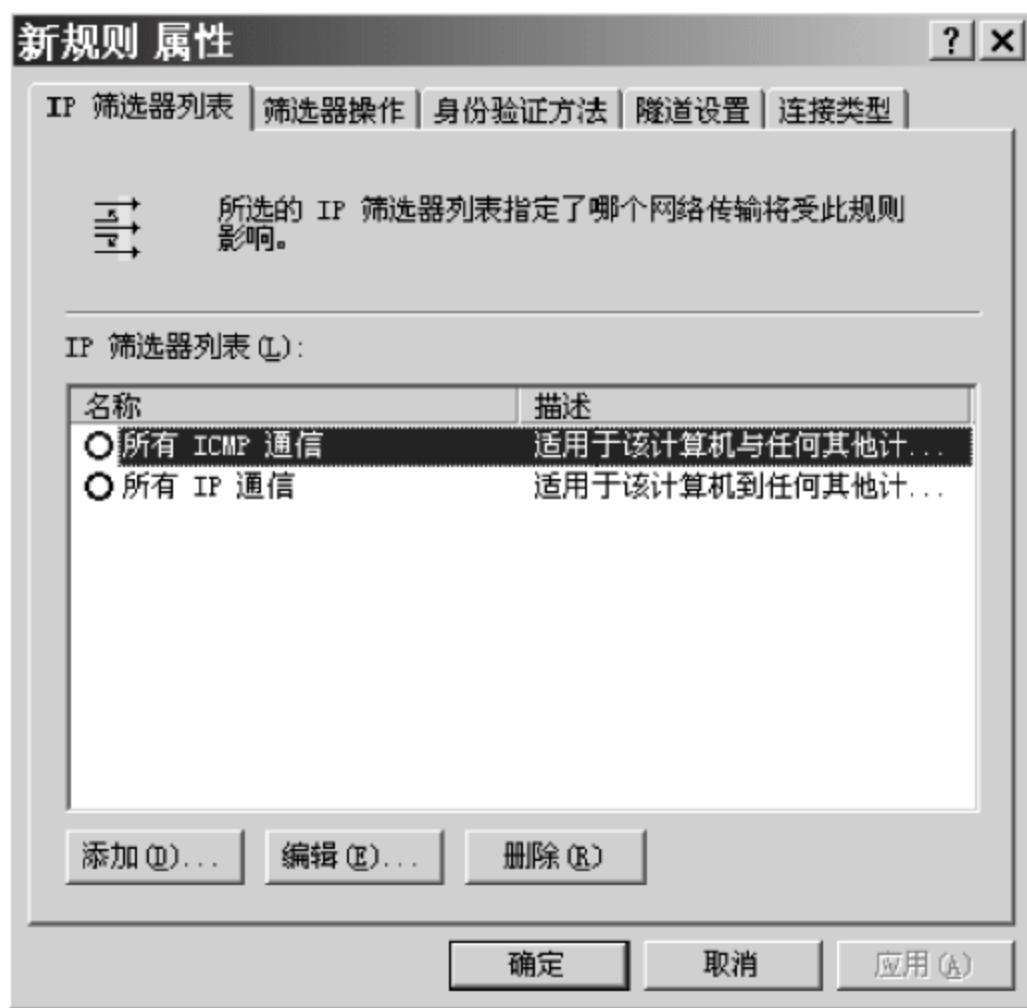 新规则 属性
IP 筛选器列表 筛选器操作 身份验证方法 隧道设置 连接类型
所选的 IP 筛选器列表指定了哪个网络传输将受此规则
影响。
IP 筛选器列表(L):
名称 描述
所有 ICMP 通信 适用于该计算机与任何其他计...
所有 IP 通信 适用于该计算机到任何其他计...
添加(D)... 编辑(E)... 删除(R)
确定 取消 应用(A)